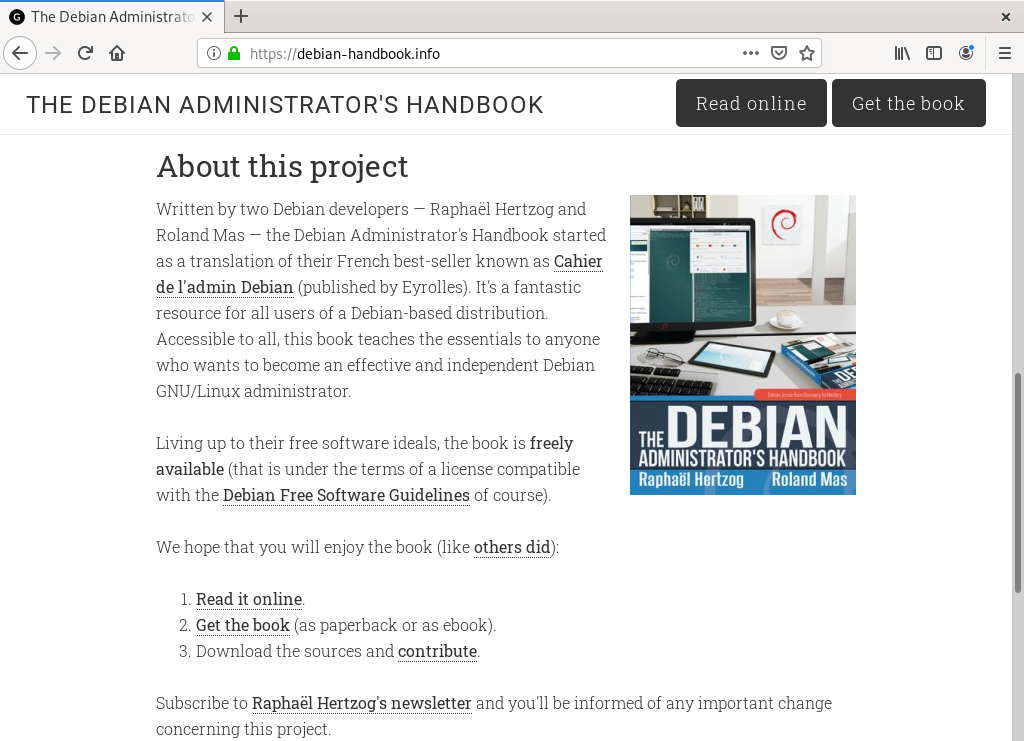 The Debian Administrato
https://debian-handbook.info
THE DEBIAN ADMINISTRATOR'S HANDBOOK
Read online
Get the book
About this project
Written by two Debian developers — Raphaël Hertzog and
Roland Mas — the Debian Administrator's Handbook started
as a translation of their French best-seller known as Cahier
de l'admin Debian (published by Eyrolles). It's a fantastic
resource for all users of a Debian-based distribution.
Accessible to all, this book teaches the essentials to anyone
who wants to become an effective and independent Debian
GNU/Linux administrator.
Living up to their free software ideals, the book is freely
available (that is under the terms of a license compatible
with the Debian Free Software Guidelines of course).
We hope that you will enjoy the book (like others did):
1. Read it online.
2. Get the book (as paperback or as ebook).
3. Download the sources and contribute.
Subscribe to Raphaël Hertzog's newsletter and you'll be informed of any important change
concerning this project.
Debian Jessie from Discovery to Mastery
THE DEBIAN
ADMINISTRATOR'S HANDBOOK
Raphaël Hertzog Roland Mas